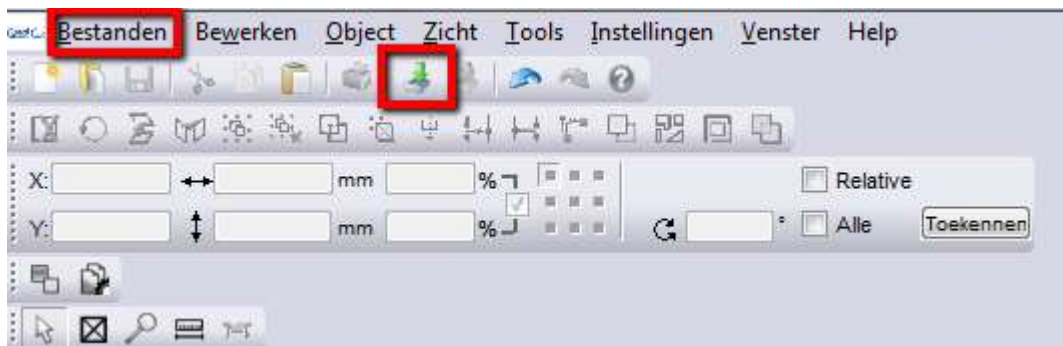 Bestanden Bewerken Object Zicht Tools Instellingen Venster Help
X: mm % Relative
Y: mm % ° Alle Toekennen